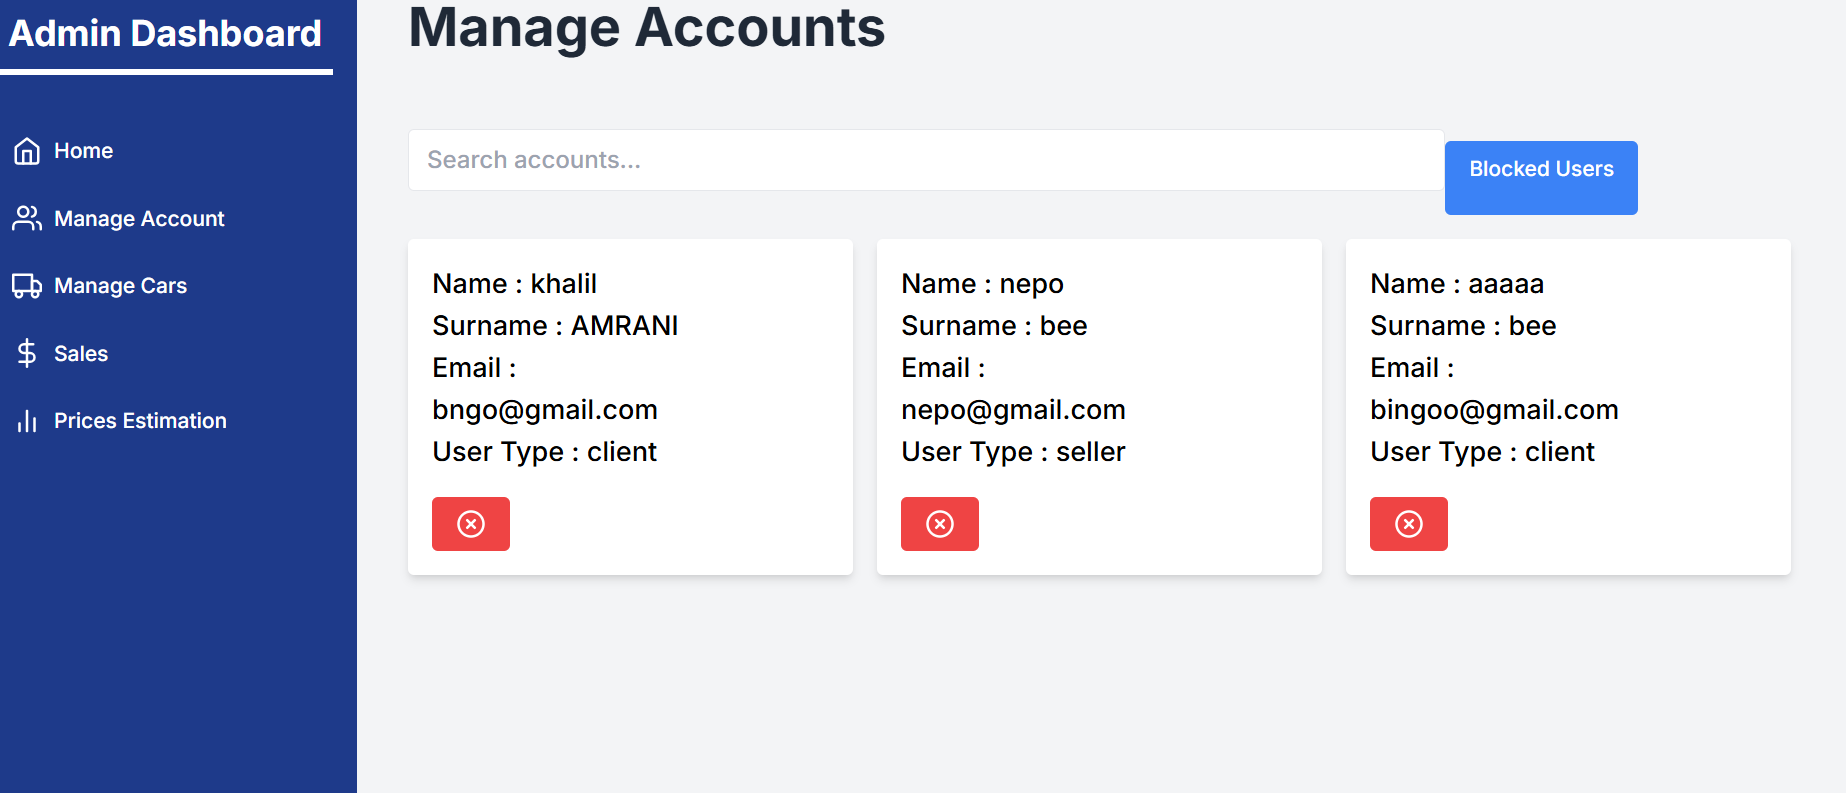 Admin Dashboard
Home
Manage Account
Manage Cars
Sales
Prices Estimation
Manage Accounts
Search accounts...
Blocked Users
Name : khalil
Surname : AMRANI
Email :
bngo@gmail.com
User Type : client
Name : nepo
Surname : bee
Email :
nepo@gmail.com
User Type : seller
Name : aaaaa
Surname : bee
Email :
bingoo@gmail.com
User Type : client